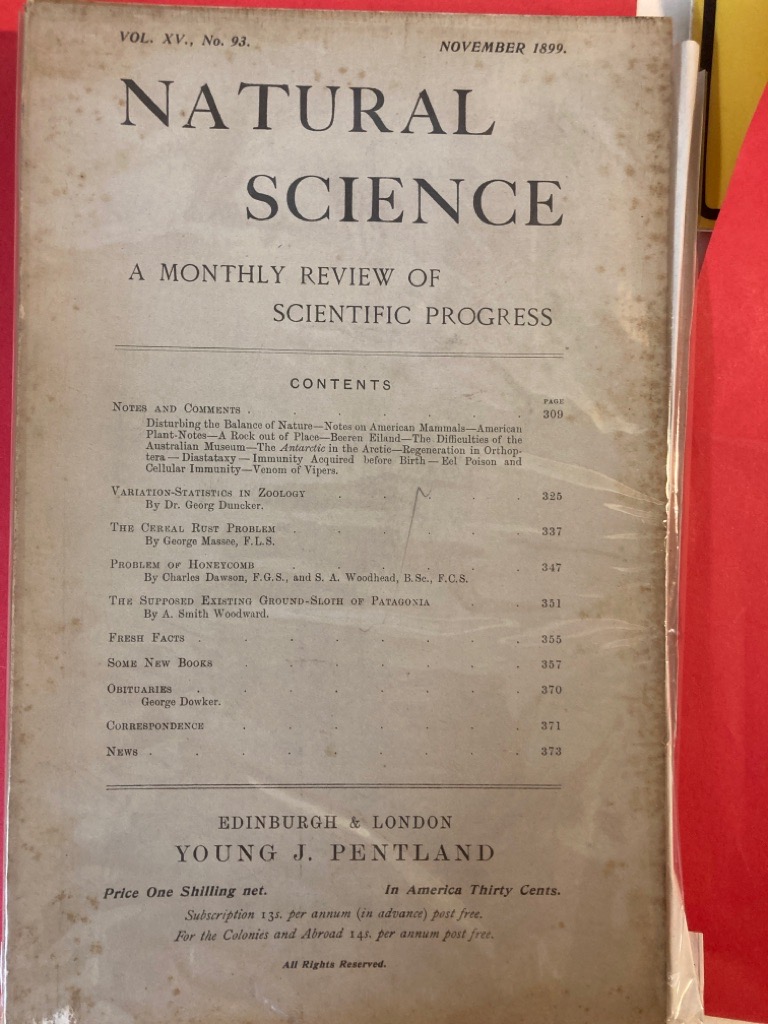 VOL. XV., No. 93.
NOVEMBER 1899.
NATURAL
SCIENCE
A MONTHLY REVIEW OF
SCIENTIFIC PROGRESS
CONTENTS
PAGE
NOTES AND COMMENTS . . . . . . . 309
Disturbing the Balance of Nature—Notes on American Mammals—American
Plant-Notes—A Rock out of Place—Beeren Eiland—The Difficulties of the
Australian Museum—The Antarctic in the Arctic—Regeneration in Orthop-
tera—Diastataxy—Immunity Acquired before Birth—Eel Poison and
Cellular Immunity—Venom of Vipers.
VARIATION-STATISTICS IN ZOOLOGY . . . . . 325
By Dr. Georg Duncker.
THE CEREAL RUST PROBLEM . . . . . . 337
By George Massee, F.L.S.
PROBLEM OF HONEYCOMB . . . . . . 347
By Charles Dawson, F.G.S., and S. A. Woodhead, B.Sc., F.C.S.
THE SUPPOSED EXISTING GROUND-SLOTH OF PATAGONIA . . 351
By A. Smith Woodward.
FRESH FACTS . . . . . . . . 355
SOME NEW BOOKS . . . . . . . 357
OBITUARIES . . . . . . . . 370
George Dowker.
CORRESPONDENCE . . . . . . . 371
NEWS . . . . . . . . . 373
EDINBURGH & LONDON
YOUNG J. PENTLAND
Price One Shilling net.
In America Thirty Cents.
Subscription 13s. per annum (in advance) post free.
For the Colonies and Abroad 14s. per annum post free.
All Rights Reserved.